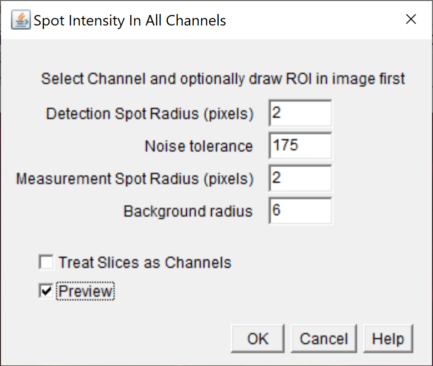 Spot Intensity In All Channels
Select Channel and optionally draw ROI in image first
Detection Spot Radius (pixels) 2
Noise tolerance 175
Measurement Spot Radius (pixels) 2
Background radius 6
Treat Slices as Channels
Preview
OK Cancel Help